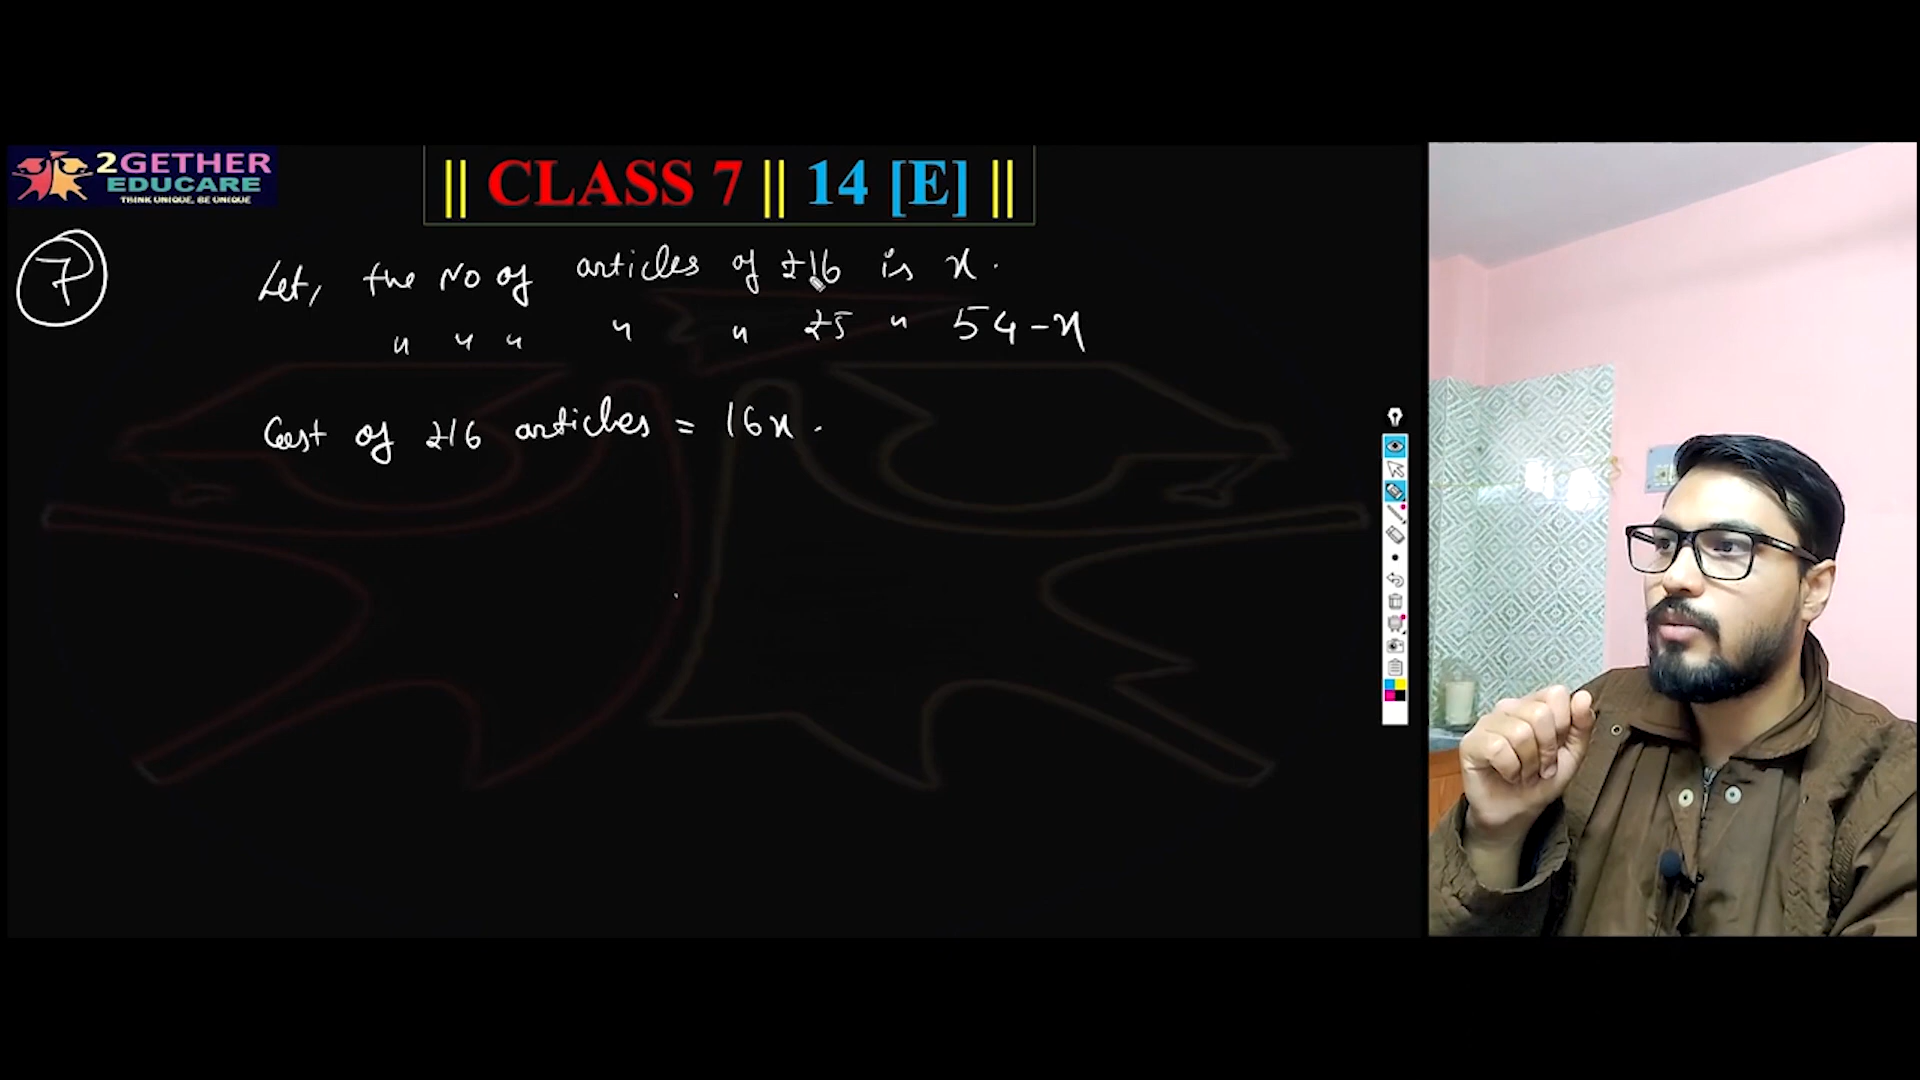 2GETHER
EDUCARE
THINK UNIQUE, BE UNIQUE
|| CLASS 7 || 14 [E] ||
7
Let, the No of articles of ₹16 is x.
" " " " " ₹5 " 54-x
Cost of ₹16 articles = 16x.